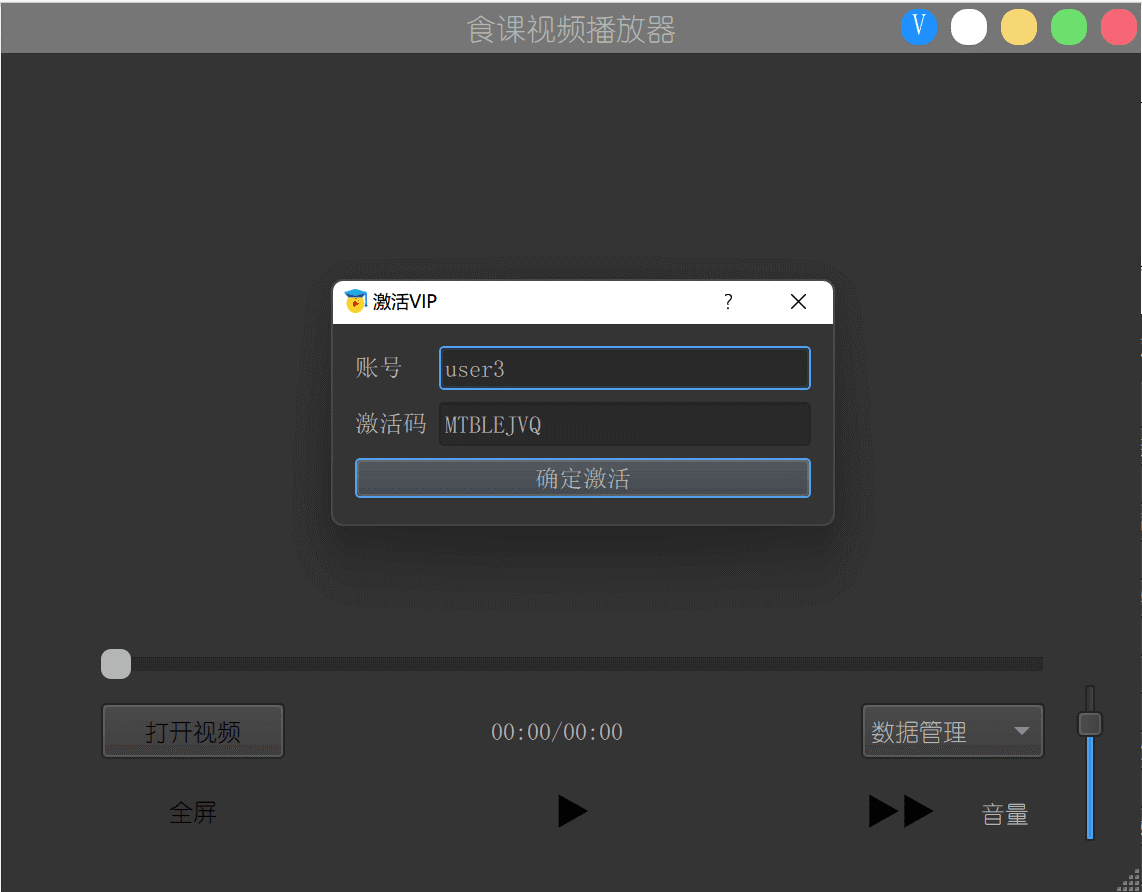 食课视频播放器
V
激活VIP
?
账号 user3
激活码 MTBLEJVQ
确定激活
打开视频 00:00/00:00 数据管理
全屏 音量